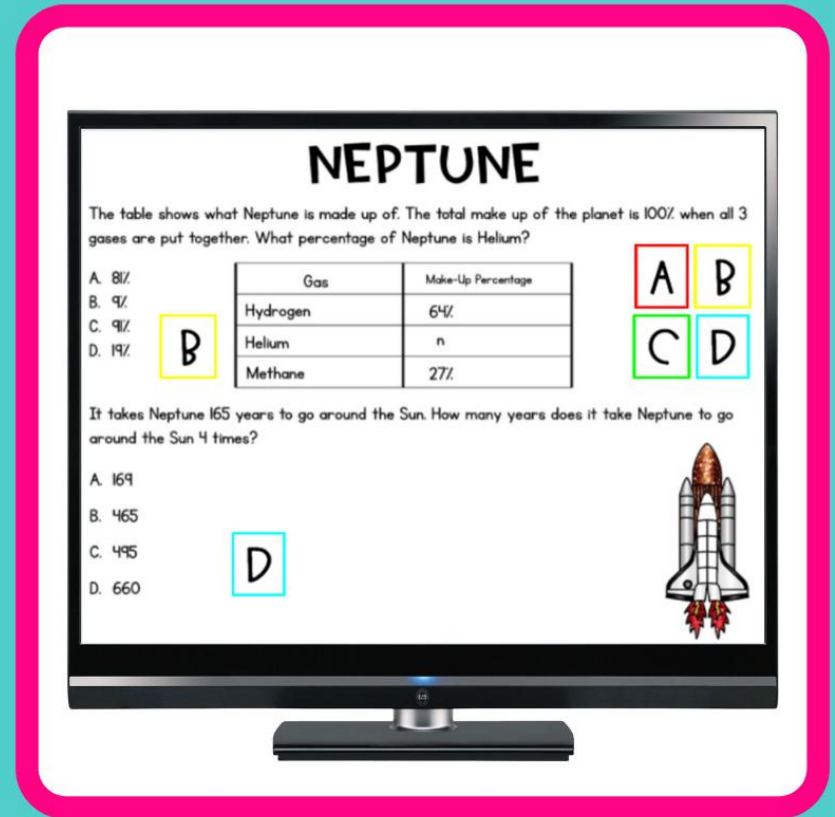 NEPTUNE
The table shows what Neptune is made up of. The total make up of the planet is 100% when all 3
gases are put together. What percentage of Neptune is Helium?
A. 81%
B. 9%
C. 91%
D. 19%
B
Gas Make-Up Percentage
Hydrogen 64%
Helium n
Methane 27%
A B
C D
It takes Neptune 165 years to go around the Sun. How many years does it take Neptune to go
around the Sun 4 times?
A. 169
B. 465
C. 495
D. 660
D